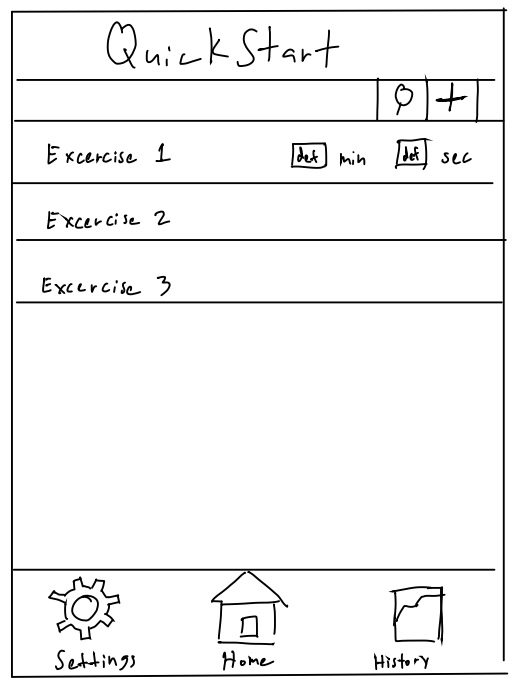 QuickStart
Excercise 1 def min def sec
Excercise 2
Excercise 3
Settings Home History